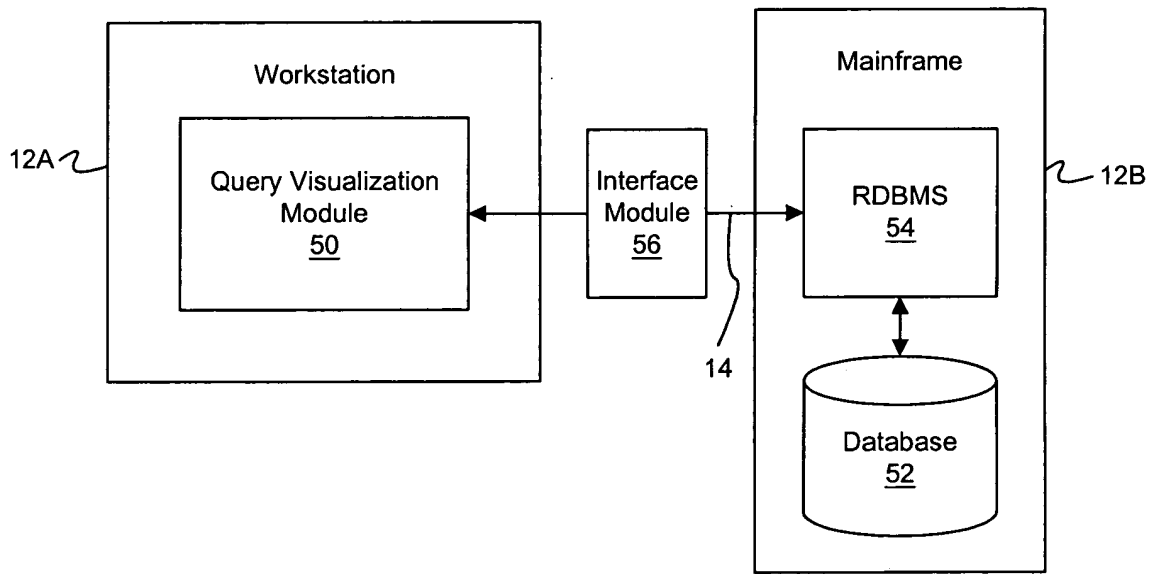 Workstation
Query Visualization
Module
50
12A
Interface
Module
56
14
Mainframe
RDBMS
54
12B
Database
52